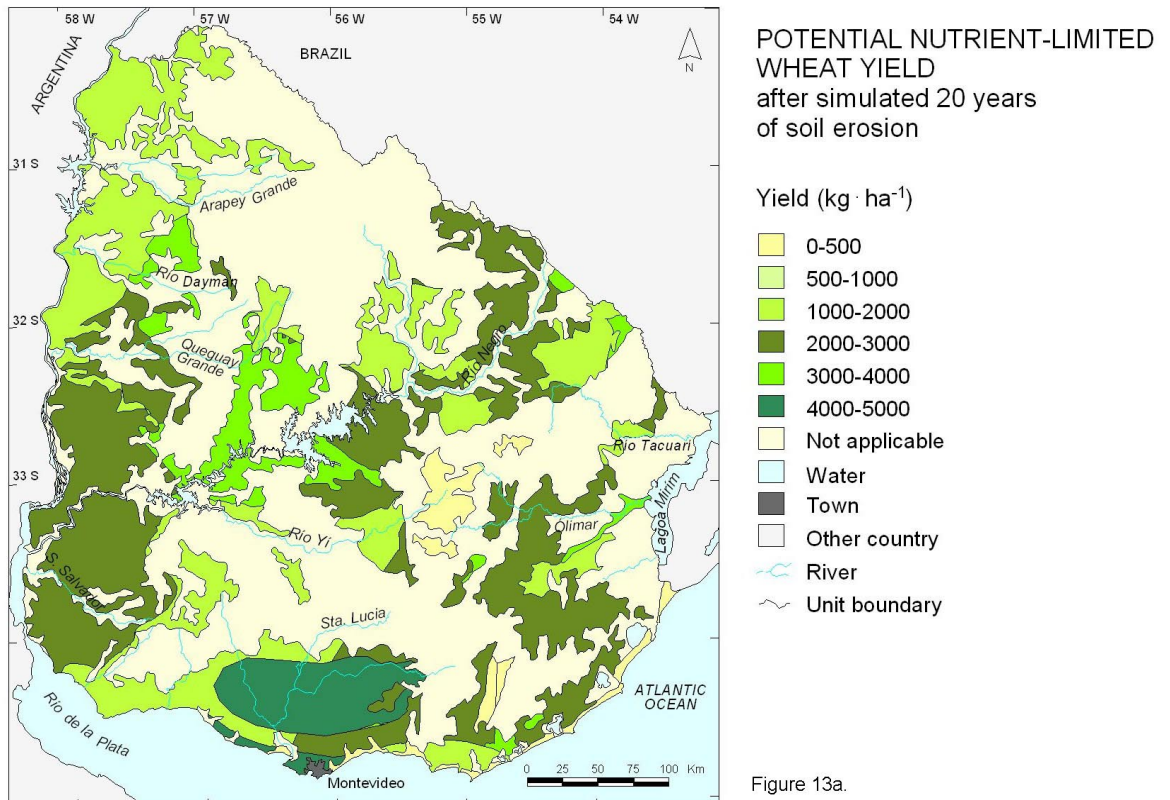 58 W
57 W
56 W
55 W
54 W
ARGENTINA
BRAZIL
N
31 S
Arapey Grande
Rio Dayman
32 S
Queguay
Grande
Rio Negro
Rio Tacuari
33 S
Rio Yi
Olimar
Lagoa Mirim
S. Salvador
Sta. Lucia
Rio de la Plata
ATLANTIC
OCEAN
Montevideo
0 25 50 75 100 Km
POTENTIAL NUTRIENT-LIMITED
WHEAT YIELD
after simulated 20 years
of soil erosion
Yield (kg · ha⁻¹)
0-500
500-1000
1000-2000
2000-3000
3000-4000
4000-5000
Not applicable
Water
Town
Other country
River
Unit boundary
Figure 13a.